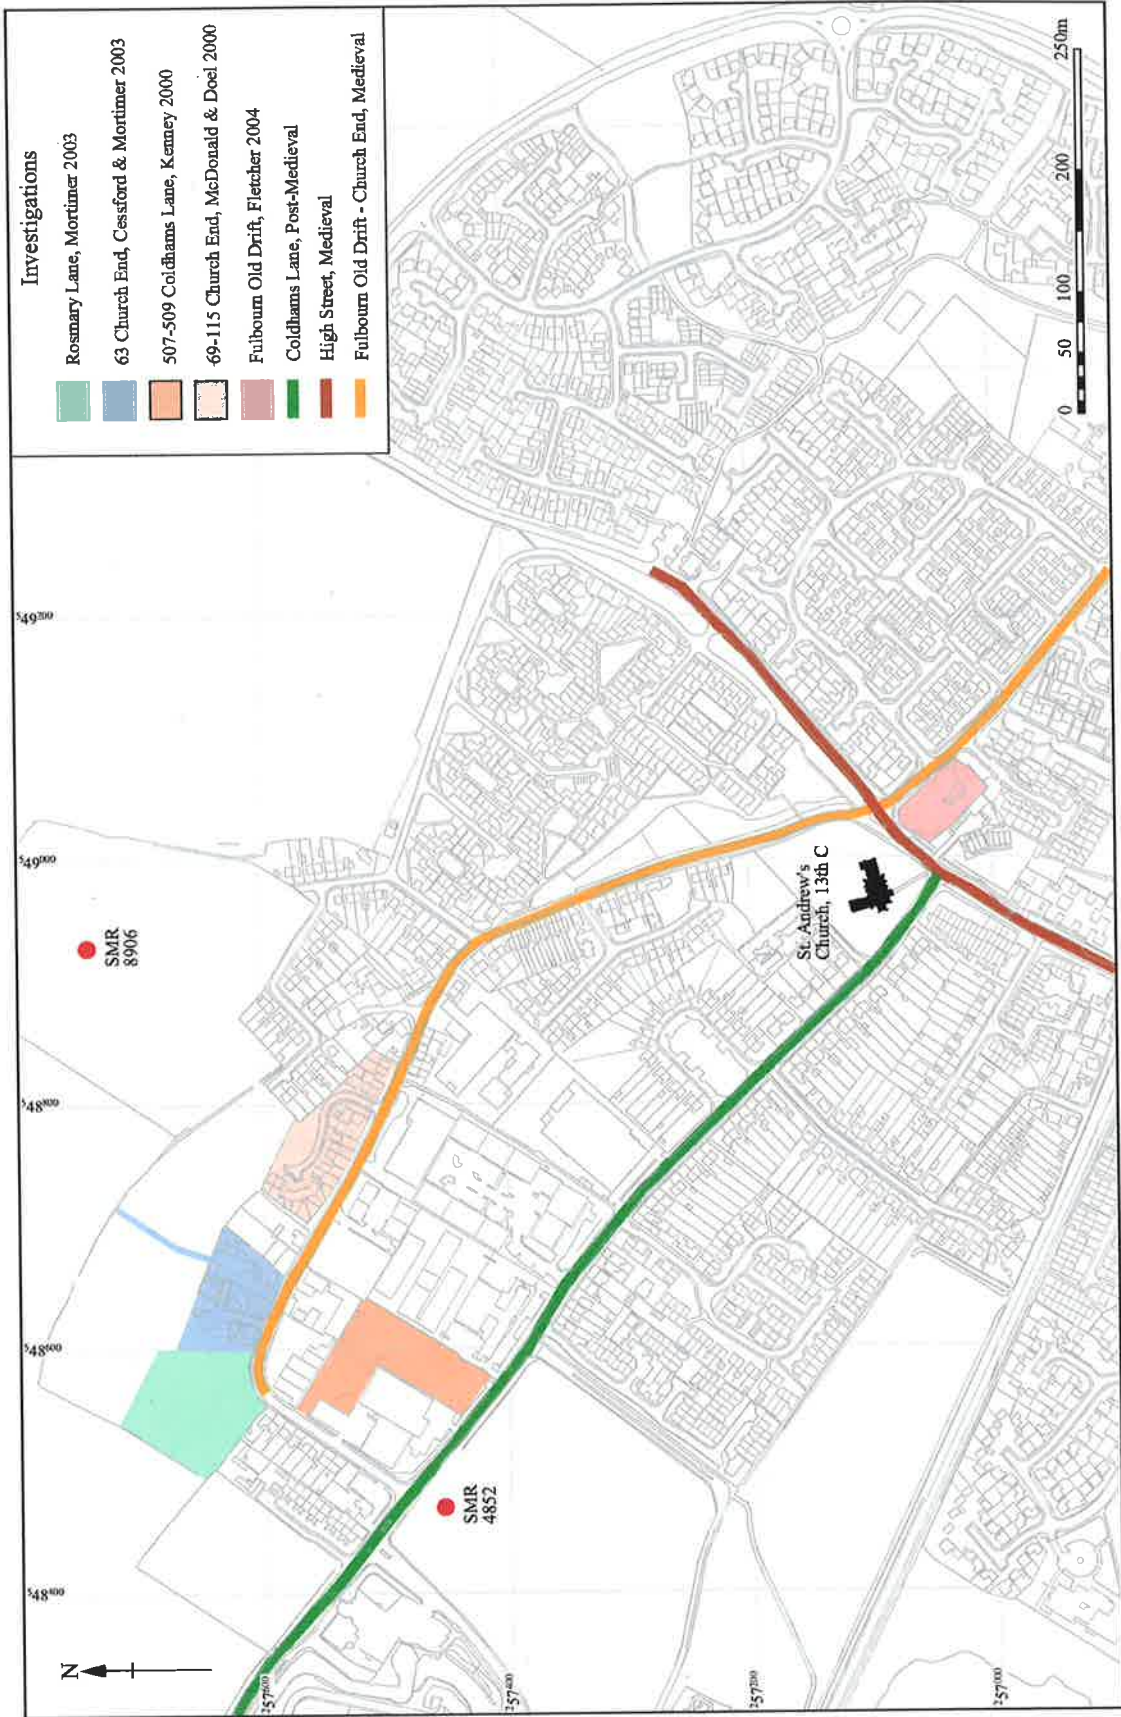 Investigations
Rosmary Lane, Mortimer 2003
63 Church End, Cessford & Mortimer 2003
507-509 Coldhams Lane, Kenney 2000
69-115 Church End, McDonald & Doel 2000
Fulbourn Old Drift, Fletcher 2004
Coldhams Lane, Post-Medieval
High Street, Medieval
Fulbourn Old Drift - Church End, Medieval
N
548400
548600
548800
549000
549200
257600
257400
257200
257000
SMR
8906
SMR
4852
St. Andrew's
Church, 13th C
0
50
100
200
250m